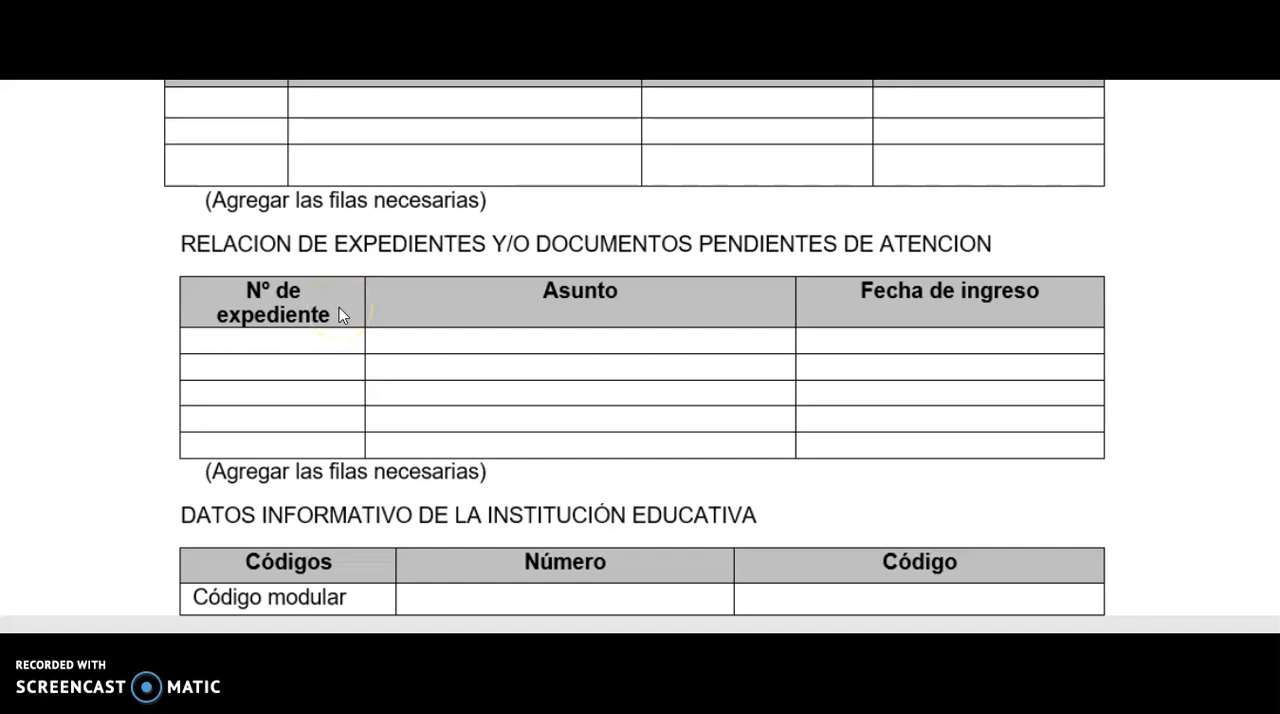 (Agregar las filas necesarias)
RELACION DE EXPEDIENTES Y/O DOCUMENTOS PENDIENTES DE ATENCION
Nº de expediente Asunto Fecha de ingreso
(Agregar las filas necesarias)
DATOS INFORMATIVO DE LA INSTITUCIÓN EDUCATIVA
Códigos Número Código
Código modular
RECORDED WITH
SCREENCAST MATIC